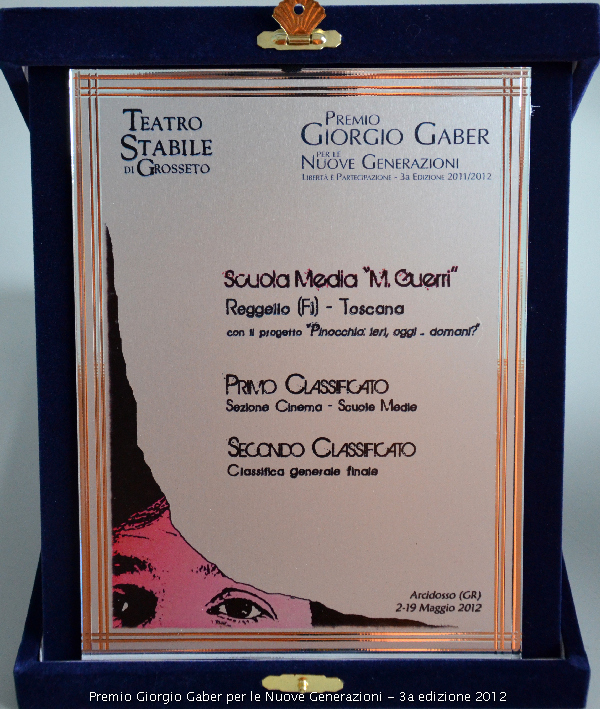 TEATRO
STABILE
DI GROSSETO
PREMIO
GIORGIO GABER
PER LE
NUOVE GENERAZIONI
LIBERTÀ È PARTECIPAZIONE - 3a EDIZIONE 2011/2012
Scuola Media "M. Guerri"
Reggello (Fi) - Toscana
con il progetto "Pinocchia: ieri, oggi .. domani?"
PRIMO CLASSIFICATO
Sezione Cinema - Scuole Medie
SECONDO CLASSIFICATO
Classifica generale finale
Arcidosso (GR)
2-19 Maggio 2012
Premio Giorgio Gaber per le Nuove Generazioni - 3a edizione 2012